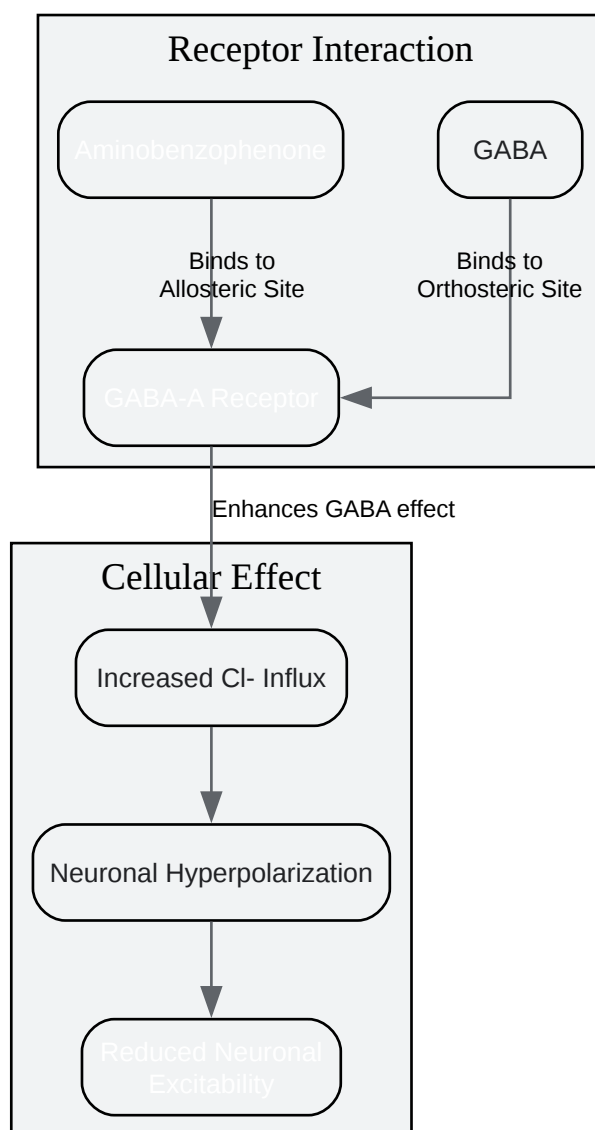 Receptor Interaction
Aminobenzophenone
GABA
Binds to
Allosteric Site
Binds to
Orthosteric Site
GABA-A Receptor
Enhances GABA effect
Cellular Effect
Increased Cl- Influx
Neuronal Hyperpolarization
Reduced Neuronal
Excitability